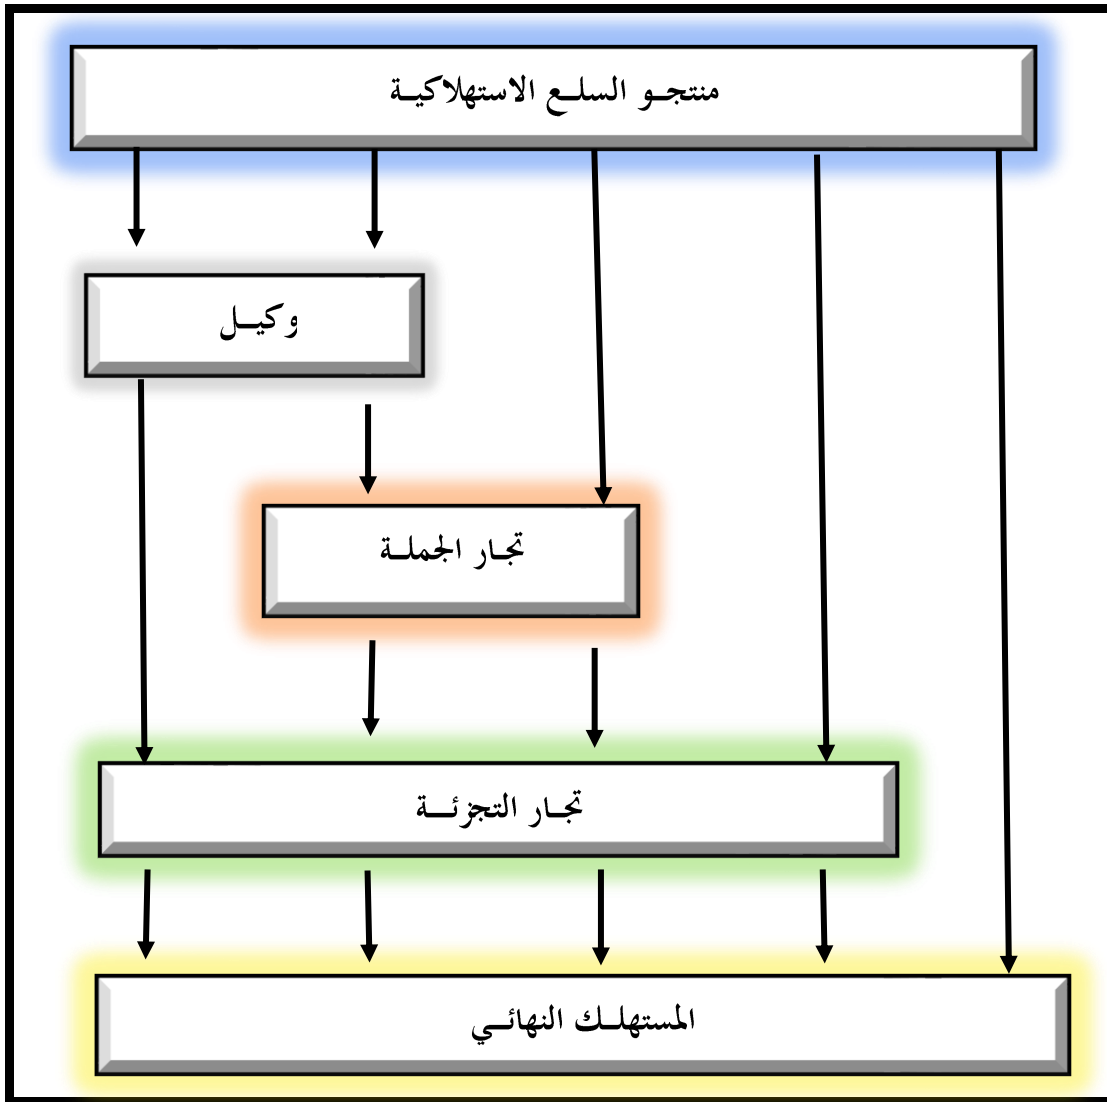 منتجو السلع الاستهلاكية
وكيل
تجار الجملة
تجار التجزئة
المستهلك النهائي